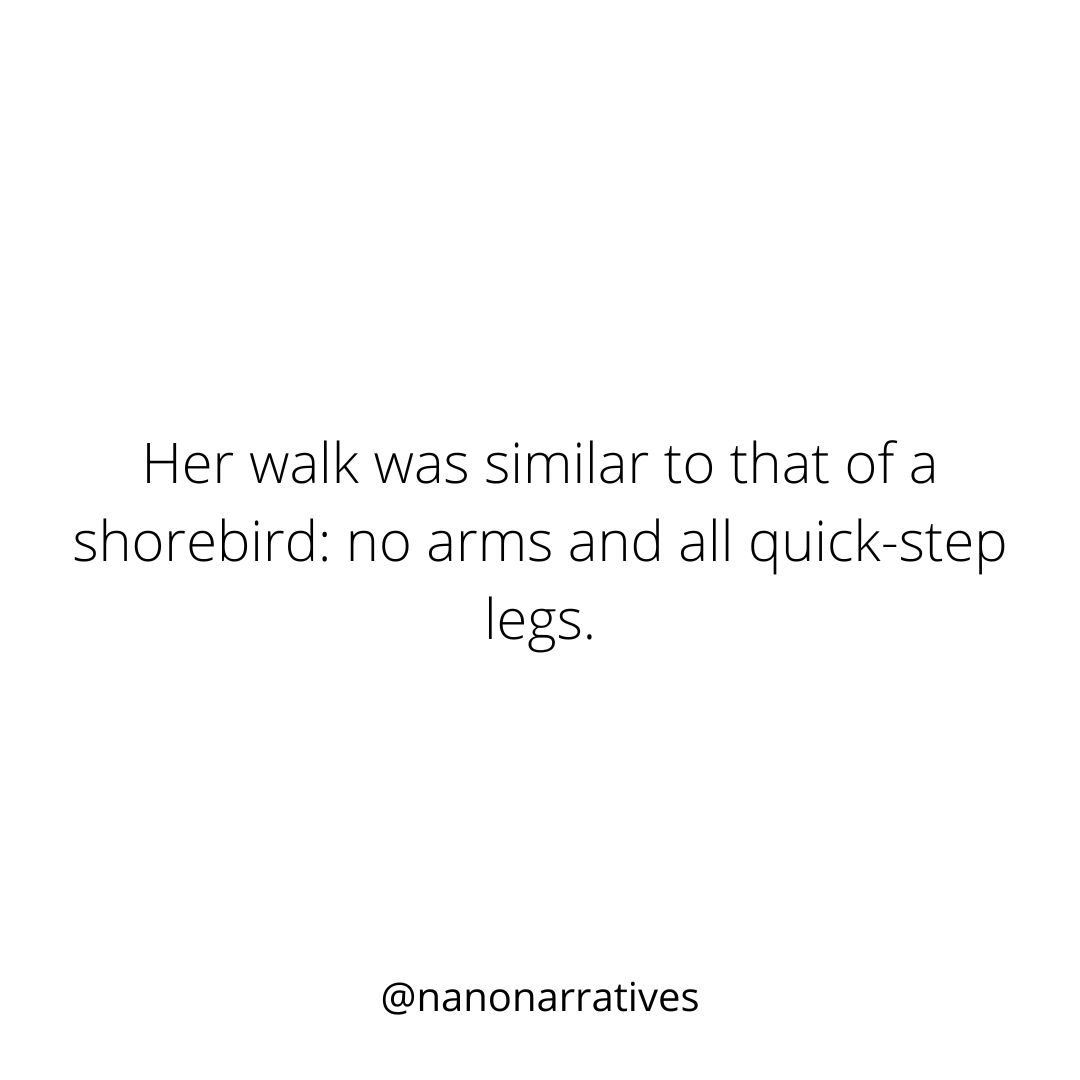 Her walk was similar to that of a
shorebird: no arms and all quick-step
legs.
@nanonarratives